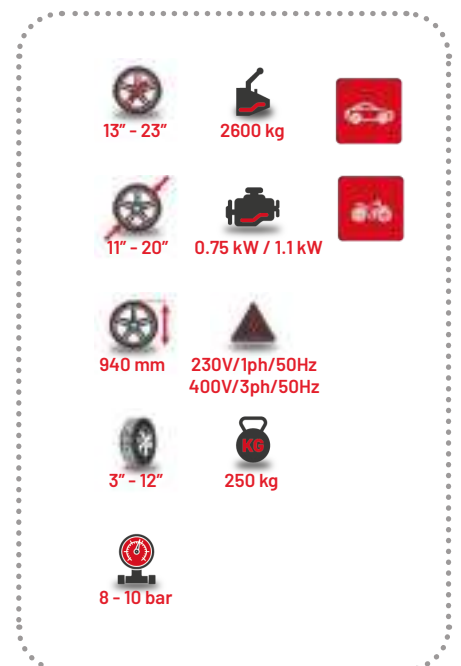 13" - 23"
2600 kg
11" - 20"
0.75 kW / 1.1 kW
940 mm
230V/1ph/50Hz
400V/3ph/50Hz
3" - 12"
KG
250 kg
8 - 10 bar